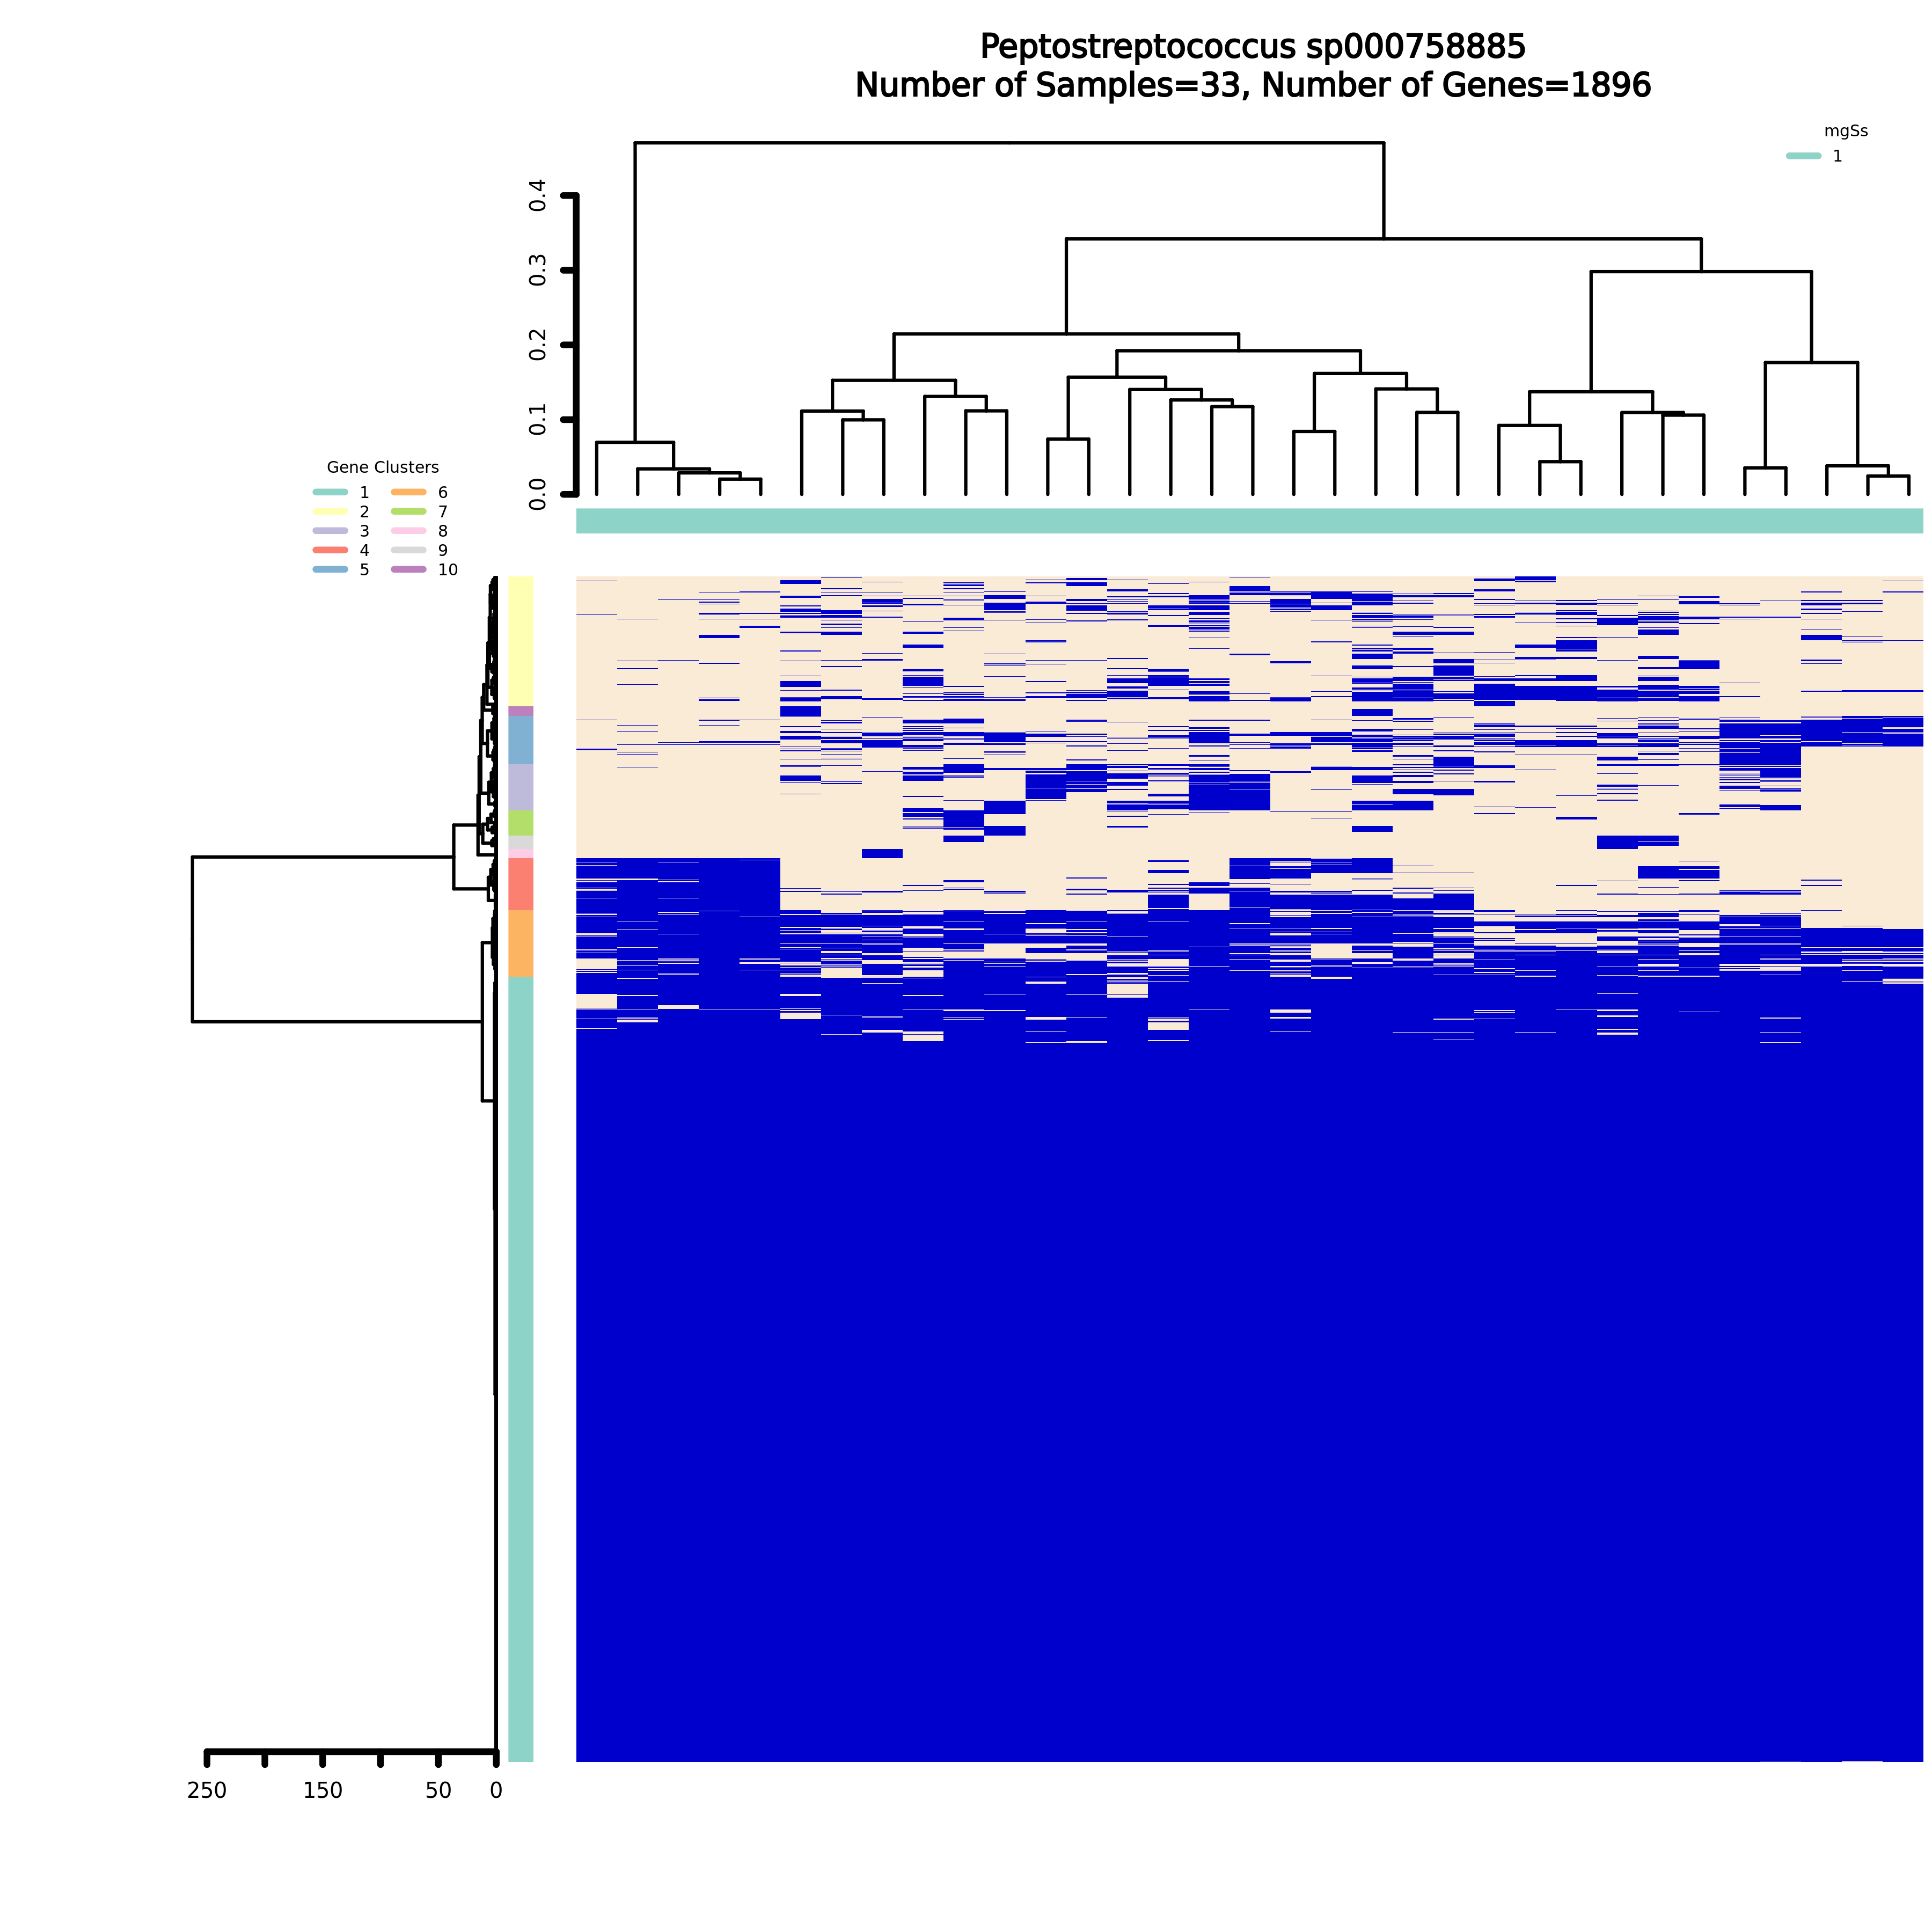 Peptostreptococcus sp000758885
Number of Samples=33, Number of Genes=1896
mgSs
1
0.4
0.3
0.2
0.1
0.0
Gene Clusters
1 6
2 7
3 8
4 9
5 10
250 150 50 0